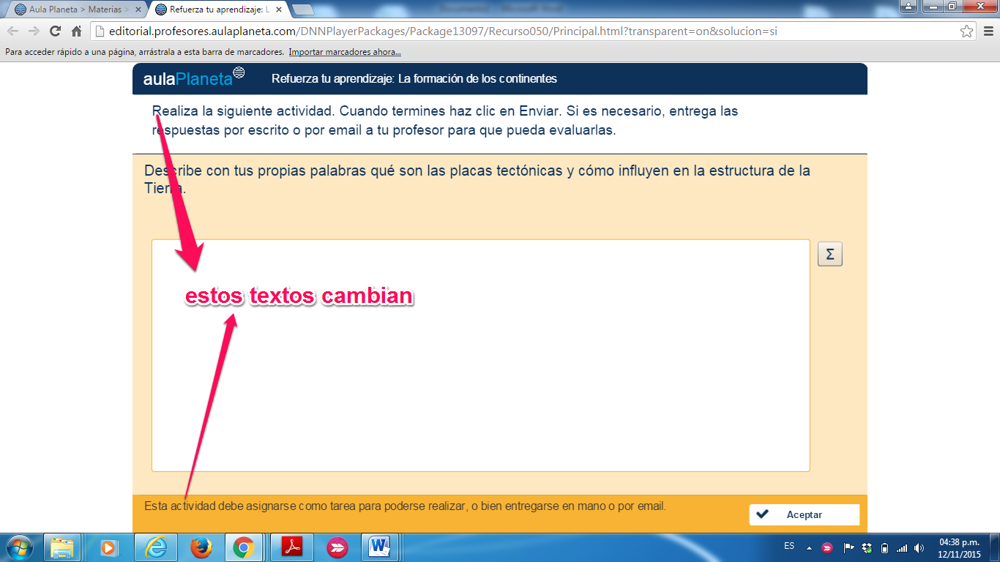 Aula Planeta > Materias >
Refuerza tu aprendizaje: L
editorial.profesores.aulaplaneta.com/DNNPlayerPackages/Package13097/Recurso050/Principal.html?transparent=on&solucion=si
Para acceder rápido a una página, arrástrala a esta barra de marcadores. Importar marcadores ahora...
aulaPlaneta Refuerza tu aprendizaje: La formación de los continentes
Realiza la siguiente actividad. Cuando termines haz clic en Enviar. Si es necesario, entrega las
respuestas por escrito o por email a tu profesor para que pueda evaluarlas.
Describe con tus propias palabras qué son las placas tectónicas y cómo influyen en la estructura de la
Tierra.
Σ
estos textos cambian
Esta actividad debe asignarse como tarea para poderse realizar, o bien entregarse en mano o por email.
Aceptar
ES
04:38 p.m.
12/11/2015